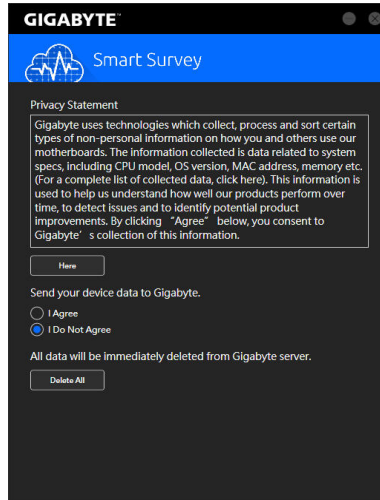 GIGABYTE™
Smart Survey
Privacy Statement
Gigabyte uses technologies which collect, process and sort certain
types of non-personal information on how you and others use our
motherboards. The information collected is data related to system
specs, including CPU model, OS version, MAC address, memory etc.
(For a complete list of collected data, click here). This information is
used to help us understand how well our products perform over
time, to detect issues and to identify potential product
improvements. By clicking “Agree” below, you consent to
Gigabyte’s collection of this information.
Here
Send your device data to Gigabyte.
I Agree
I Do Not Agree
All data will be immediately deleted from Gigabyte server.
Delete All